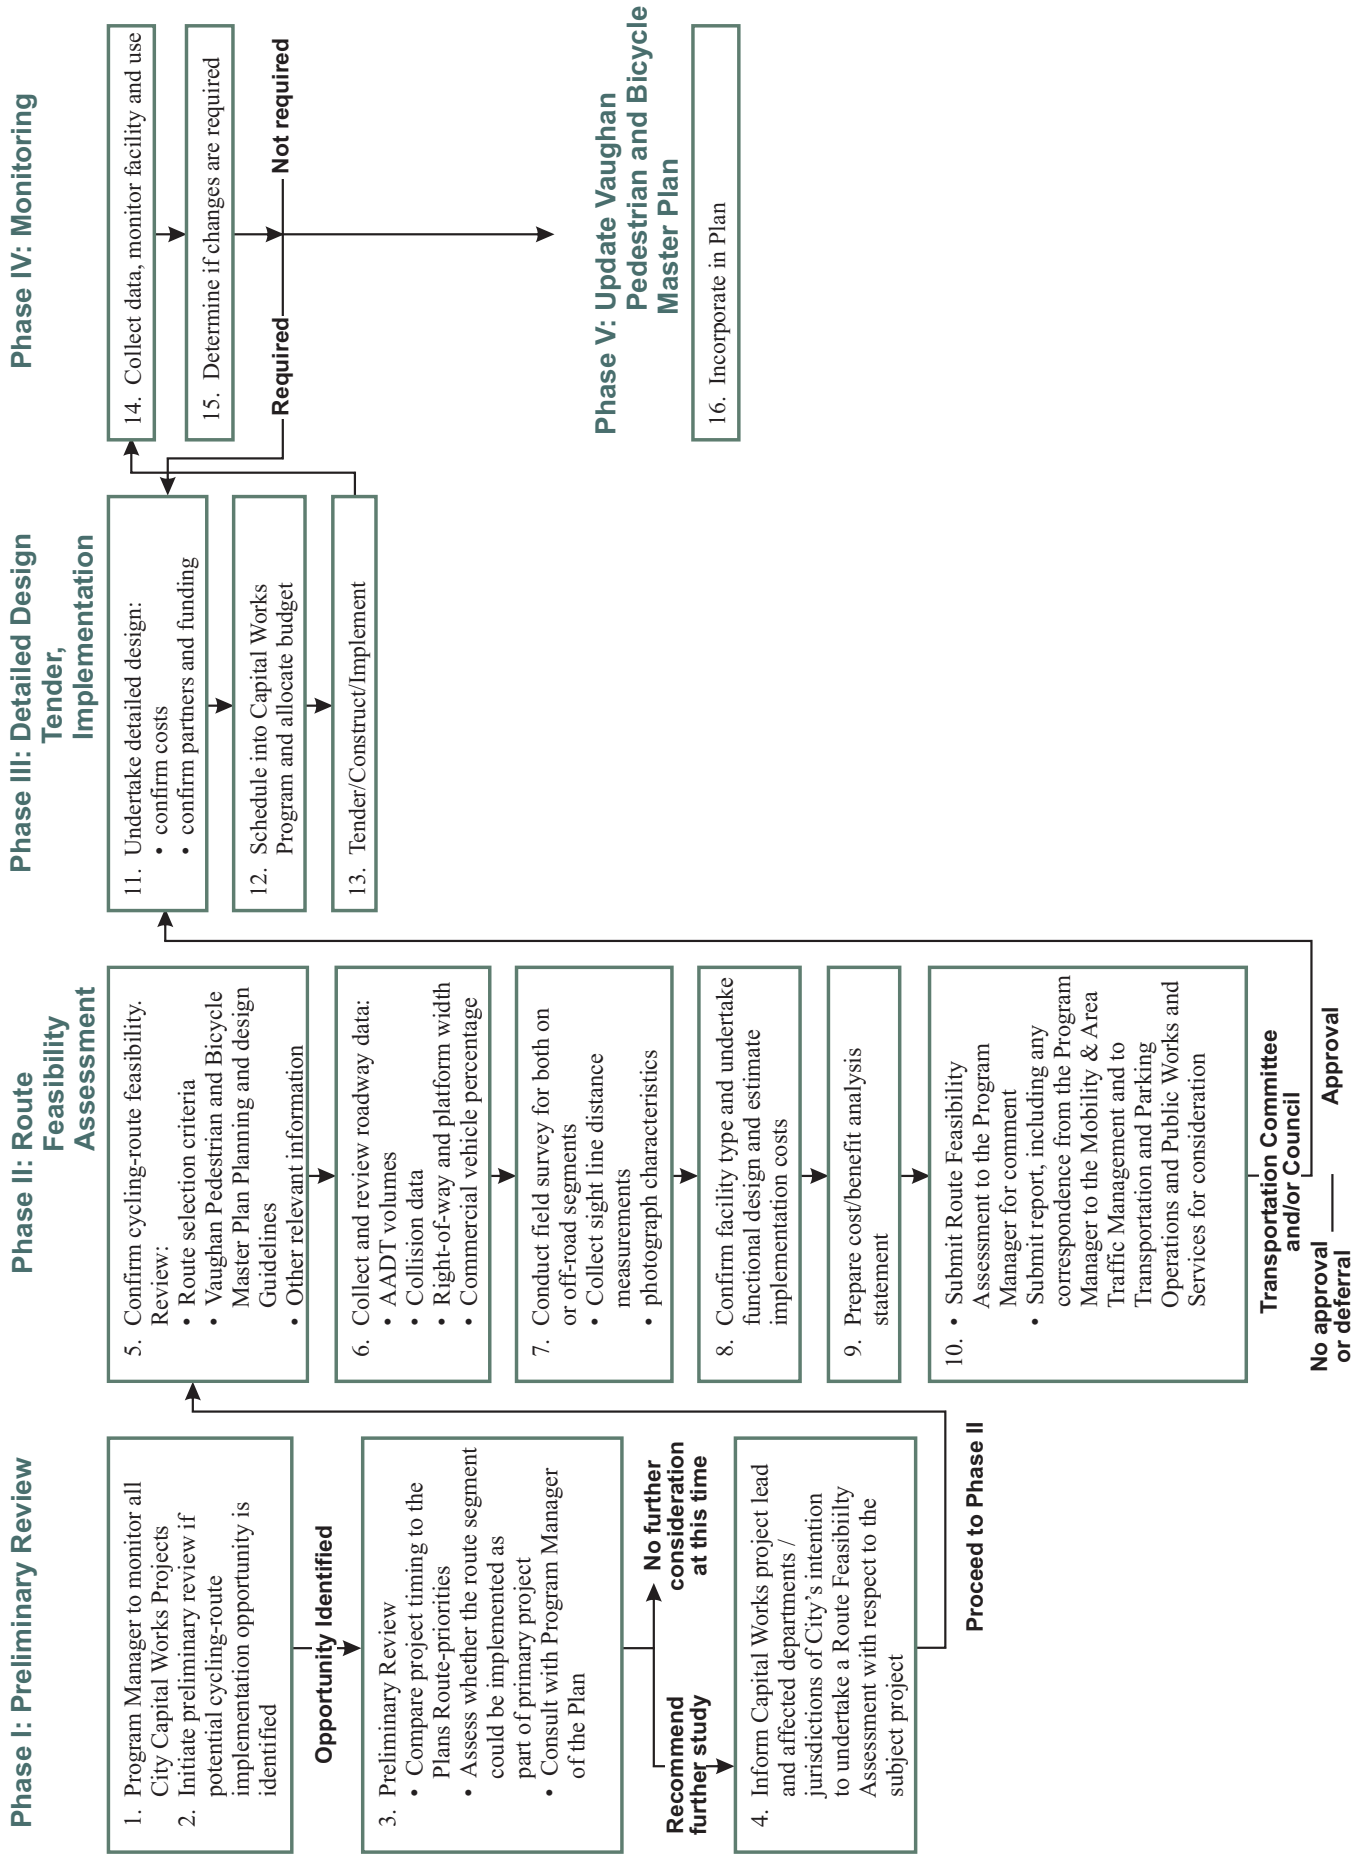 Phase I: Preliminary Review
1. Program Manager to monitor all
City Capital Works Projects
2. Initiate preliminary review if
potential cycling-route
implementation opportunity is
identified
Opportunity Identified
3. Preliminary Review
• Compare project timing to the
Plans Route-priorities
• Assess whether the route segment
could be implemented as
part of primary project
• Consult with Program Manager
of the Plan
Recommend
further study
No further
consideration
at this time
4. Inform Capital Works project lead
and affected departments /
jurisdictions of City's intention
to undertake a Route Feasibilty
Assessment with respect to the
subject project
Proceed to Phase II
Phase II: Route
Feasibility
Assessment
5. Confirm cycling-route feasibility.
Review:
• Route selection criteria
• Vaughan Pedestrian and Bicycle
Master Plan Planning and design
Guidelines
• Other relevant information
6. Collect and review roadway data:
• AADT volumes
• Collision data
• Right-of-way and platform width
• Commercial vehicle percentage
7. Conduct field survey for both on
or off-road segments
• Collect sight line distance
measurements
• photograph characteristics
8. Confirm facility type and undertake
functional design and estimate
implementation costs
9. Prepare cost/benefit analysis
statement
10. • Submit Route Feasibility
Assessment to the Program
Manager for comment
• Submit report, including any
correspondence from the Program
Manager to the Mobility & Area
Traffic Management and to
Transportation and Parking
Operations and Public Works and
Services for consideration
Transportation Committee
and/or Council
No approval
or deferral
Approval
Phase III: Detailed Design
Tender,
Implementation
11. Undertake detailed design:
• confirm costs
• confirm partners and funding
12. Schedule into Capital Works
Program and allocate budget
13. Tender/Construct/Implement
Phase IV: Monitoring
14. Collect data, monitor facility and use
15. Determine if changes are required
Required
Not required
Phase V: Update Vaughan
Pedestrian and Bicycle
Master Plan
16. Incorporate in Plan